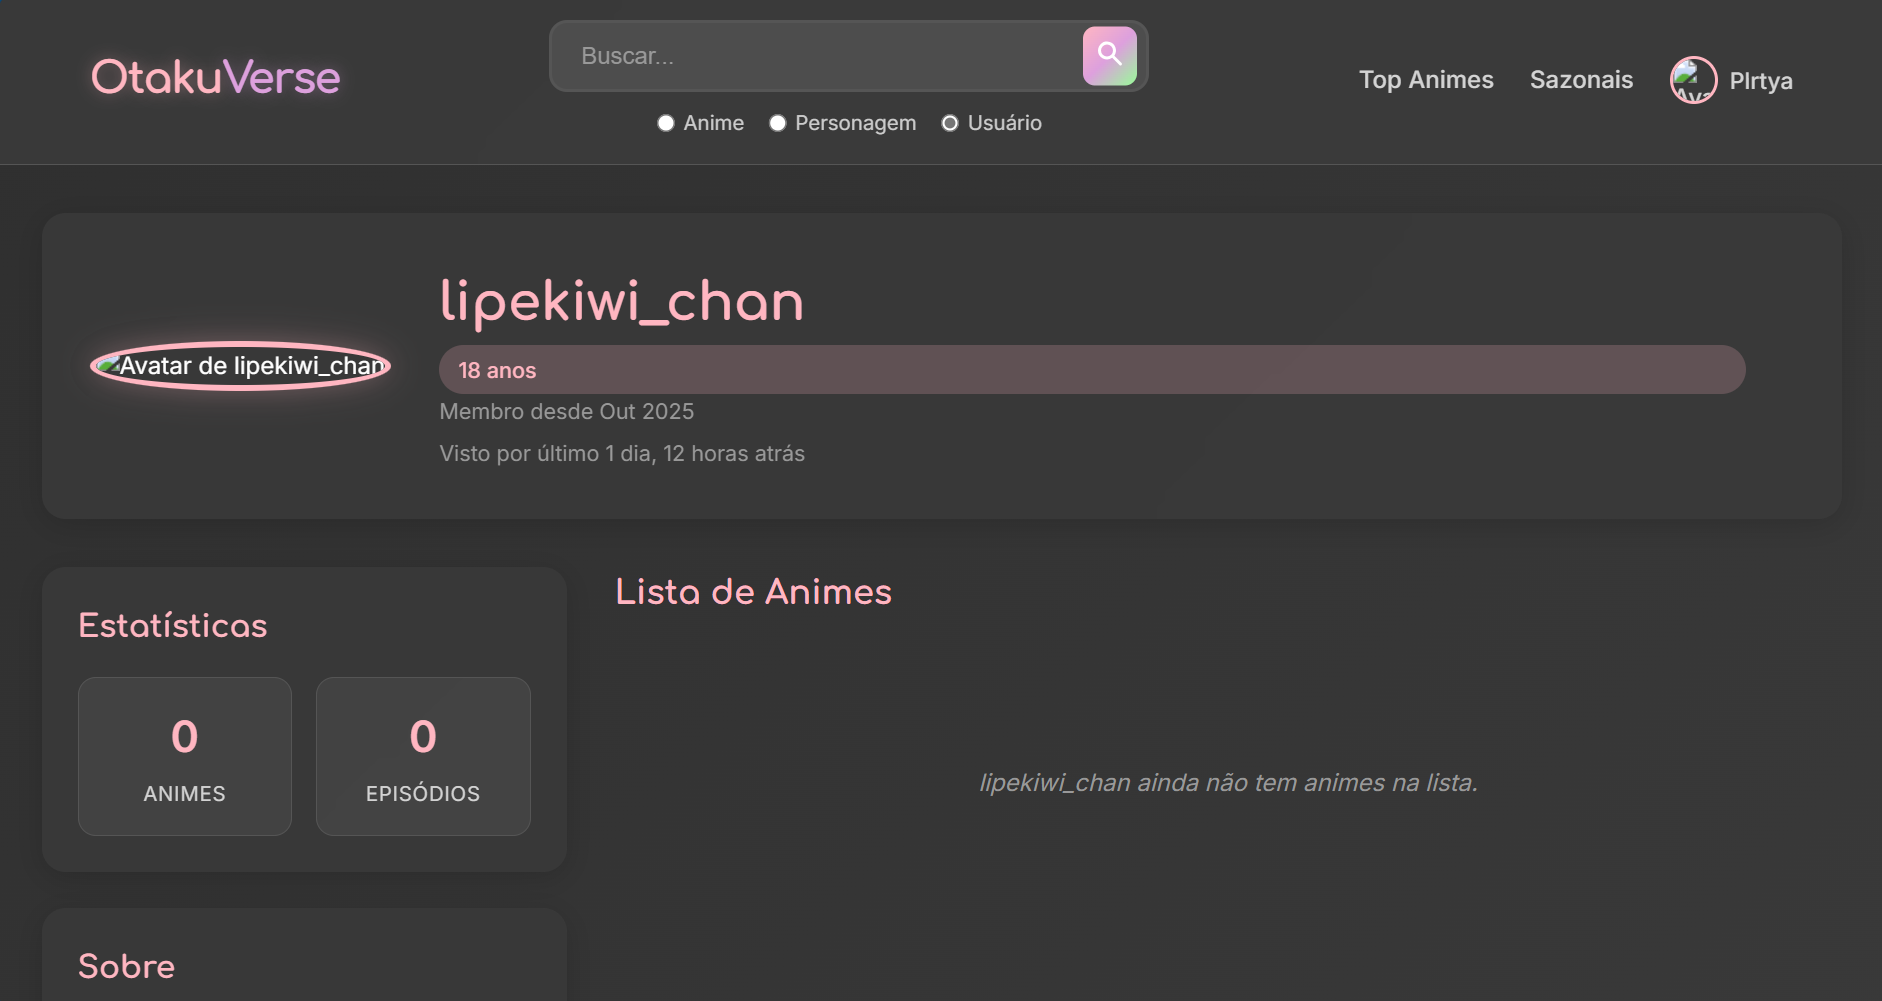 OtakuVerse
Buscar...
Anime Personagem Usuário
Top Animes Sazonais PIrtya
lipekiwi_chan
Avatar de lipekiwi_chan
18 anos
Membro desde Out 2025
Visto por último 1 dia, 12 horas atrás
Estatísticas
0
ANIMES
0
EPISÓDIOS
Sobre
Lista de Animes
lipekiwi_chan ainda não tem animes na lista.